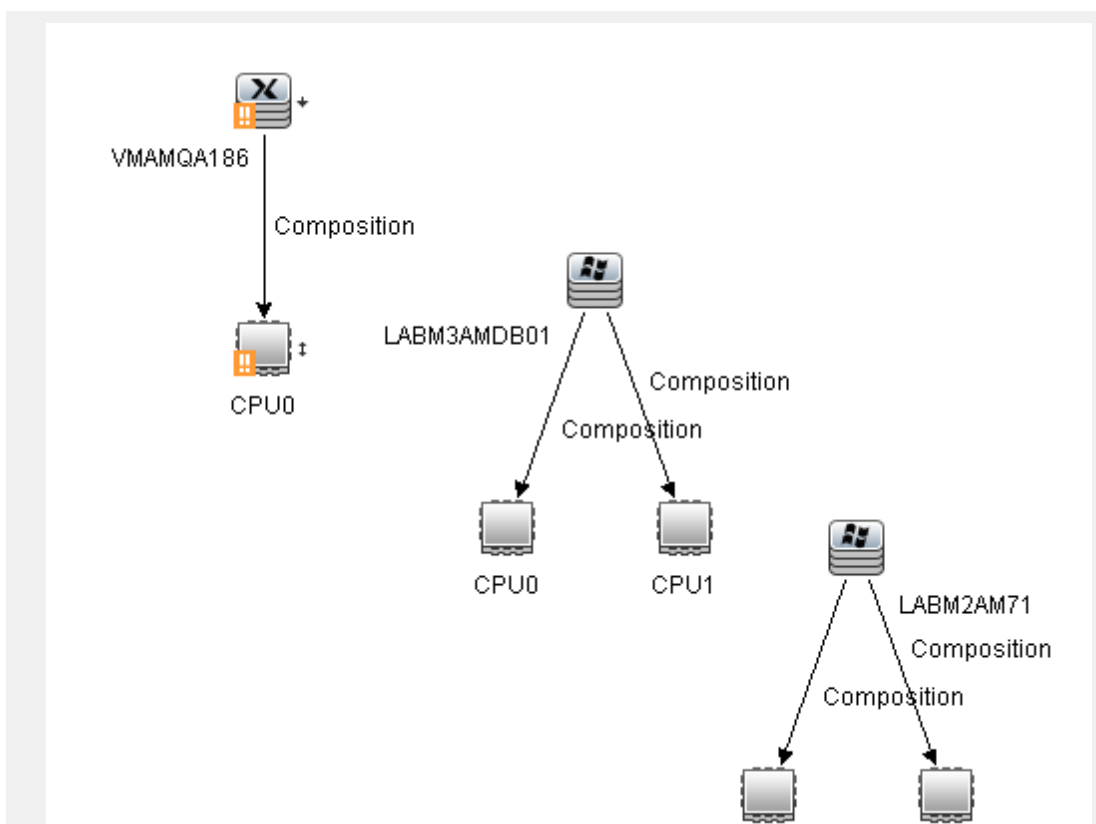 VMAMQA186
Composition
CPU0
LABM3AMDB01
Composition
Composition
CPU0
CPU1
LABM2AM71
Composition
Composition